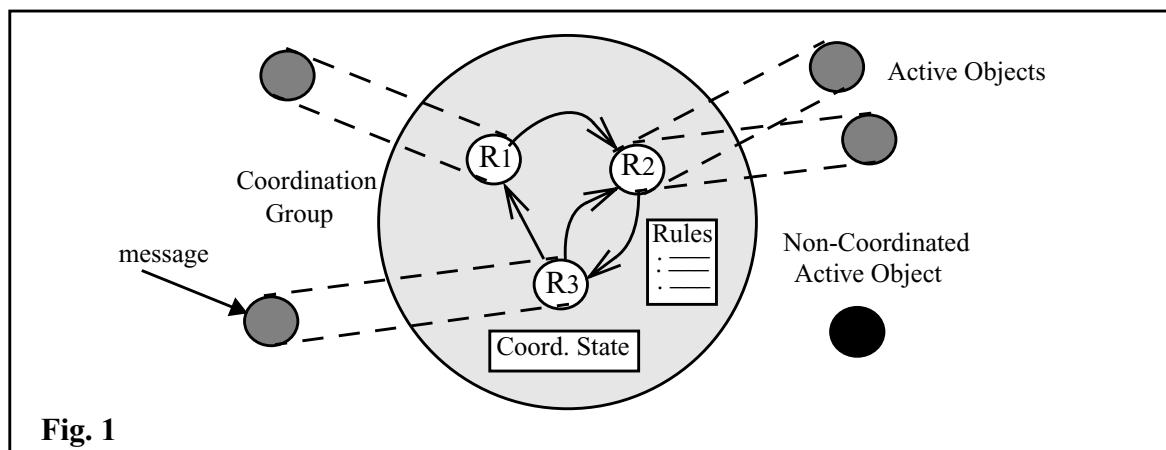 Active Objects
R1
R2
Coordination
Group
Rules
Non-Coordinated
Active Object
message
R3
Coord. State
Fig. 1